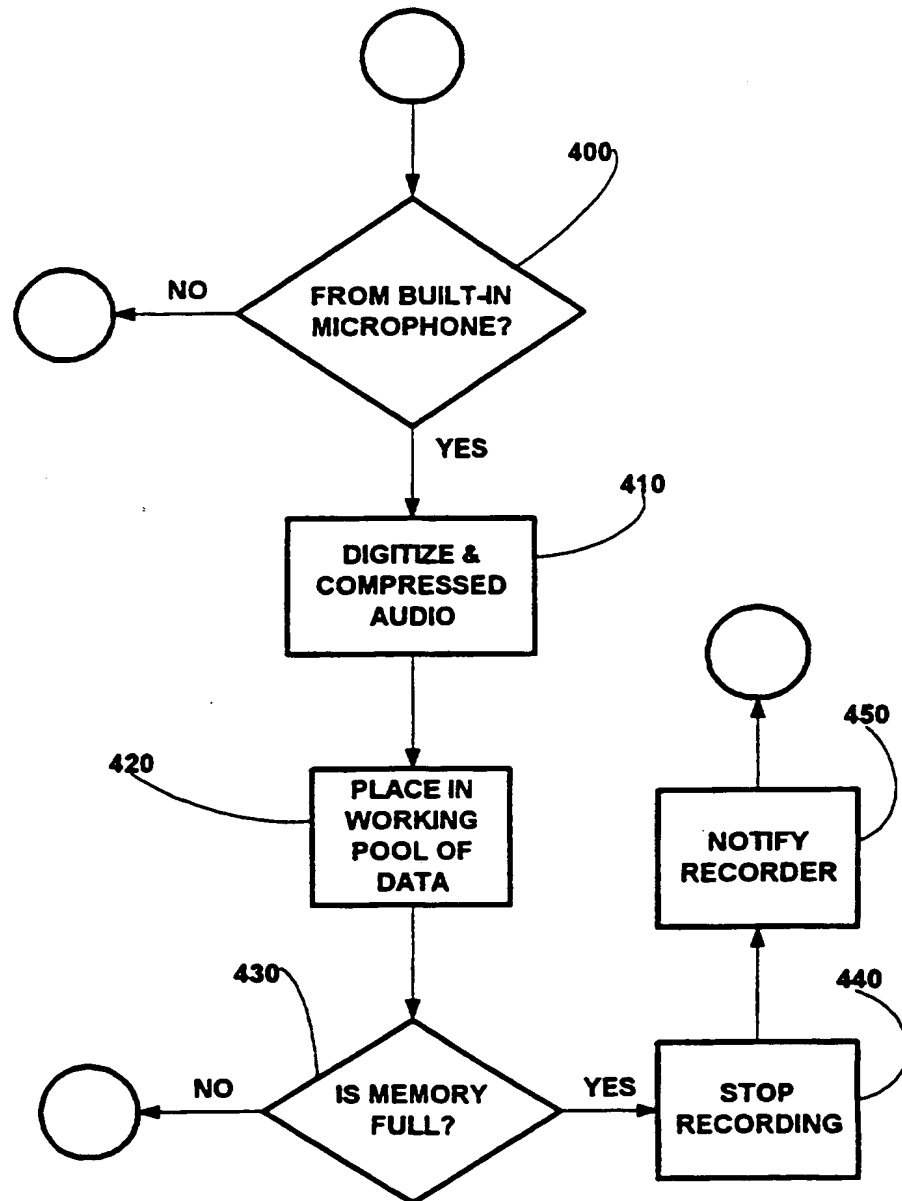 400
FROM BUILT-IN
MICROPHONE?
NO
YES
410
DIGITIZE &
COMPRESSED
AUDIO
420
PLACE IN
WORKING
POOL OF
DATA
450
NOTIFY
RECORDER
430
IS MEMORY
FULL?
NO
YES
440
STOP
RECORDING